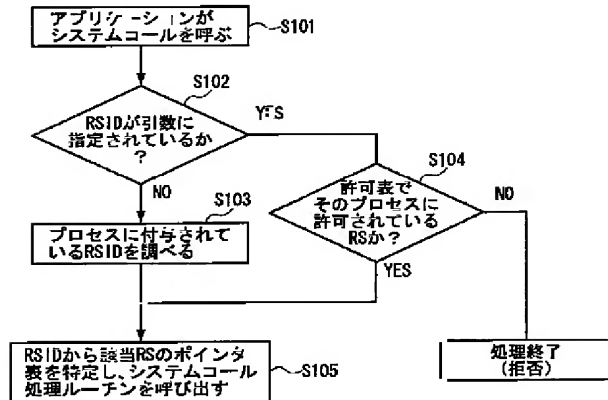 アプリケーションが
システムコールを呼ぶ
S101
S102
RSIDが引数に
指定されているか
?
YES
NO
S103
プロセスに付与されて
いるRSIDを調べる
S104
許可表で
そのプロセスに
許可されている
RSか?
NO
YES
RSIDから該当RSのポインタ
表を特定し、システムコール
処理ルーチンを呼び出す
S105
処理終了
(拒否)